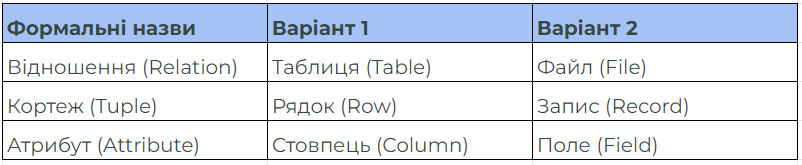 Формальні назви Варіант 1 Варіант 2
Відношення (Relation) Таблиця (Table) Файл (File)
Кортеж (Tuple) Рядок (Row) Запис (Record)
Атрибут (Attribute) Стовпець (Column) Поле (Field)